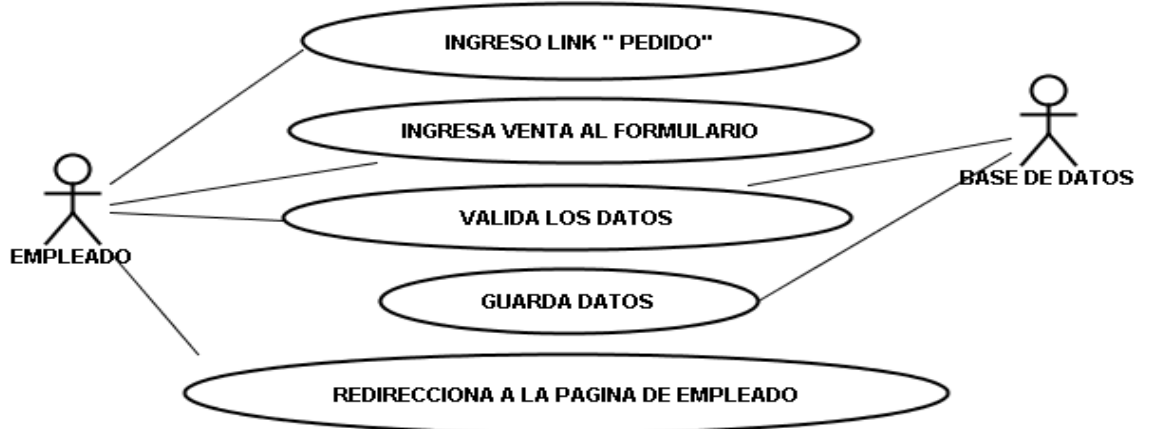 INGRESO LINK " PEDIDO"
INGRESA VENTA AL FORMULARIO
BASE DE DATOS
VALIDA LOS DATOS
EMPLEADO
GUARDA DATOS
REDIRECCIONA A LA PAGINA DE EMPLEADO